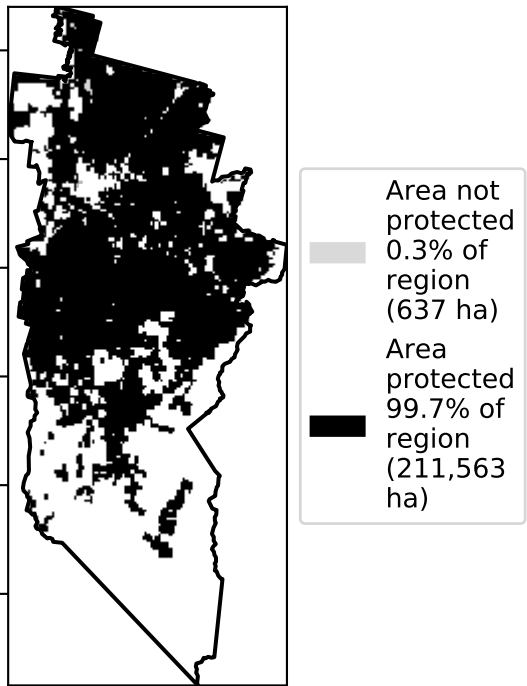 Area not
protected
0.3% of
region
(637 ha)
Area
protected
99.7% of
region
(211,563
ha)